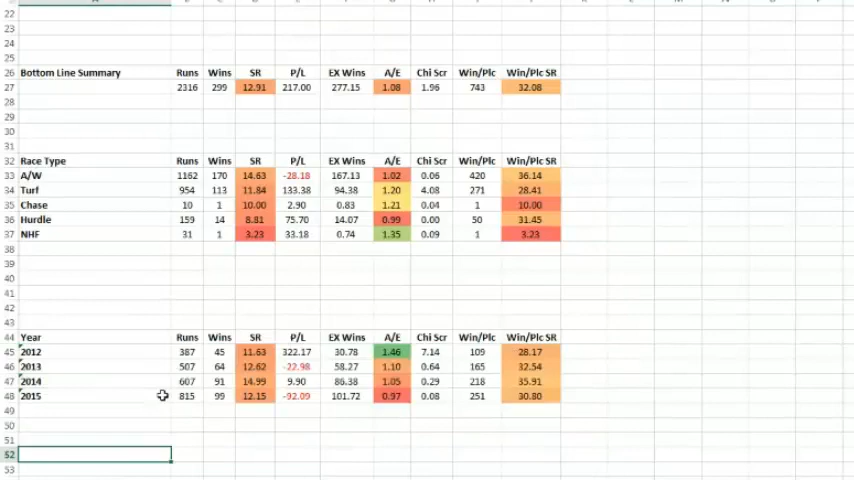 22
23
24
25
26 Bottom Line Summary Runs Wins SR P/L EX Wins A/E Chi Scr Win/Plc Win/Plc SR
27 2316 299 12.91 217.00 277.15 1.08 1.96 743 32.08
28
29
30
31
32 Race Type Runs Wins SR P/L EX Wins A/E Chi Scr Win/Plc Win/Plc SR
33 A/W 1162 170 14.63 -28.18 167.13 1.02 0.06 420 36.14
34 Turf 954 113 11.84 133.38 94.38 1.20 4.08 271 28.41
35 Chase 10 1 10.00 2.90 0.83 1.21 0.04 1 10.00
36 Hurdle 159 14 8.81 75.70 14.07 0.99 0.00 50 31.45
37 NHF 31 1 3.23 33.18 0.74 1.35 0.09 1 3.23
38
39
40
41
42
43
44 Year Runs Wins SR P/L EX Wins A/E Chi Scr Win/Plc Win/Plc SR
45 2012 387 45 11.63 322.17 30.78 1.46 7.14 109 28.17
46 2013 507 64 12.62 -22.98 58.27 1.10 0.64 165 32.54
47 2014 607 91 14.99 9.90 86.38 1.05 0.29 218 35.91
48 2015 815 99 12.15 -92.09 101.72 0.97 0.08 251 30.80
49
50
51
52
53